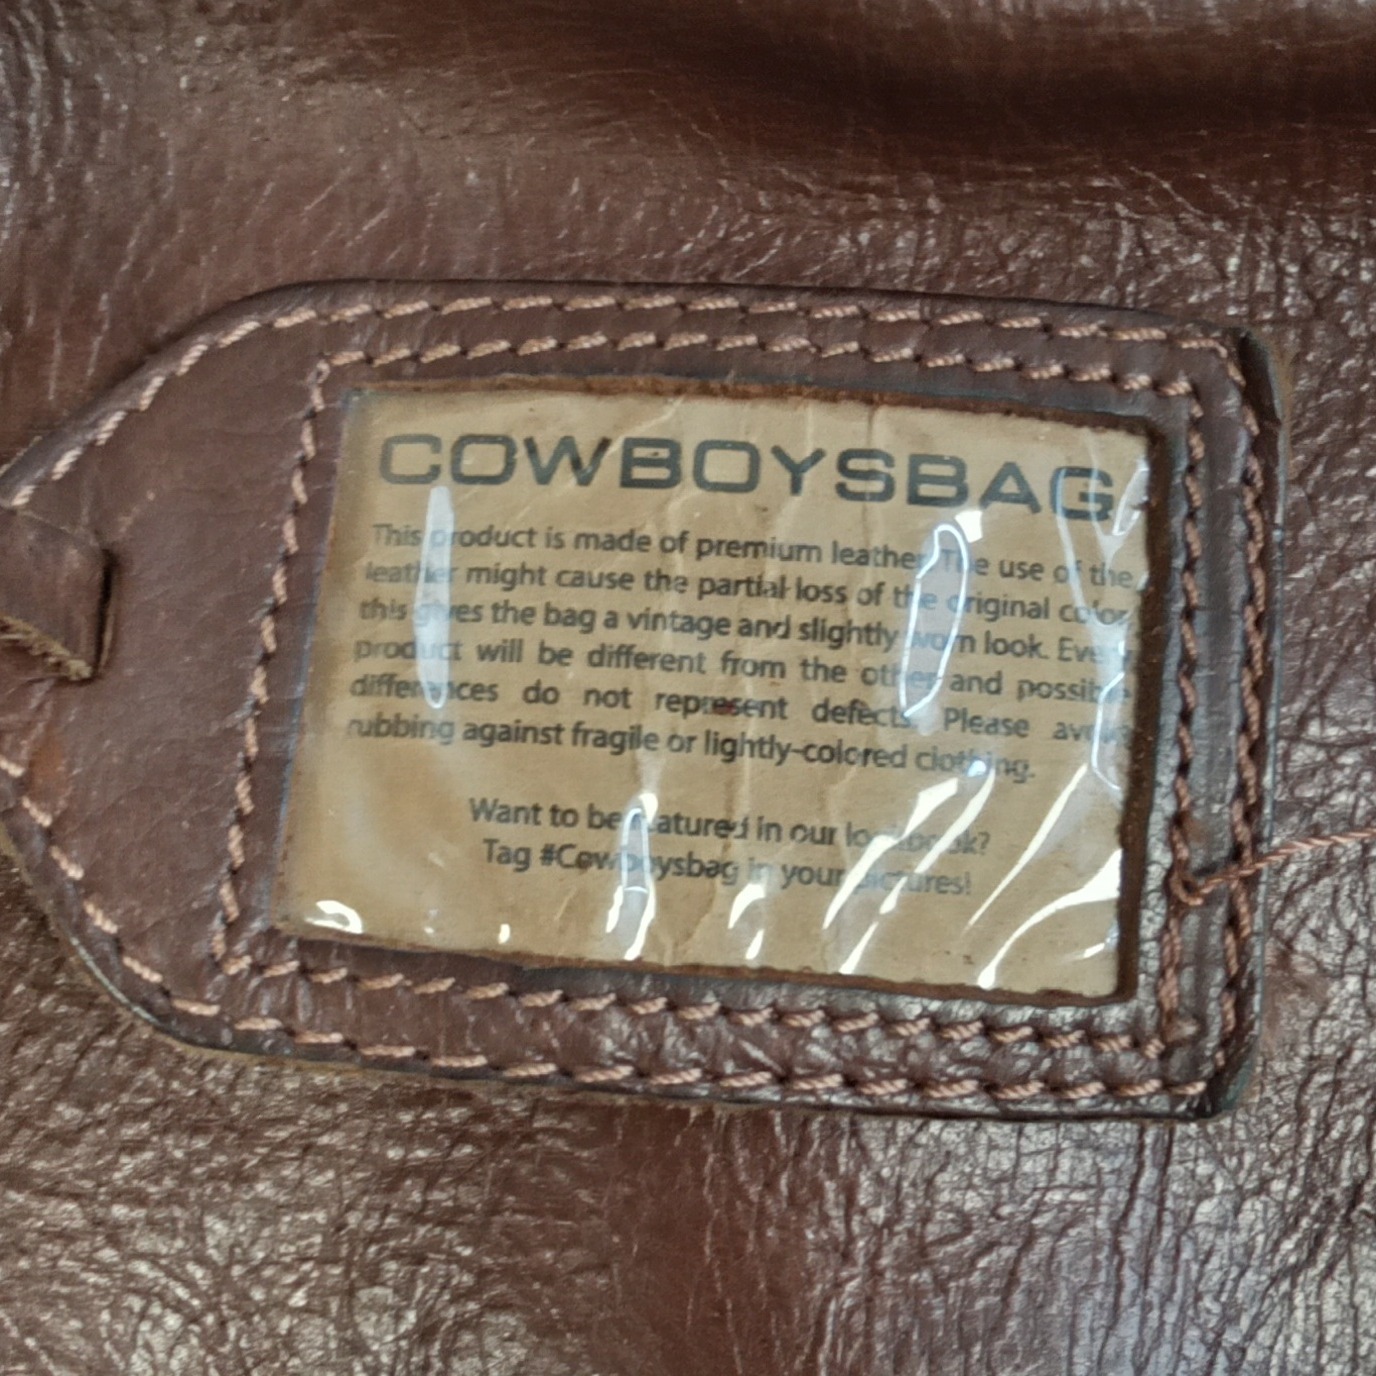 COWBOYSBAG
This product is made of premium leather. The use of the
leather might cause the partial loss of the original color,
this gives the bag a vintage and slightly worn look. Every
product will be different from the other and possible
differences do not represent defects. Please avoid
rubbing against fragile or lightly-colored clothing.
Want to be featured in our lookbook?
Tag #Cowboysbag in your pictures!